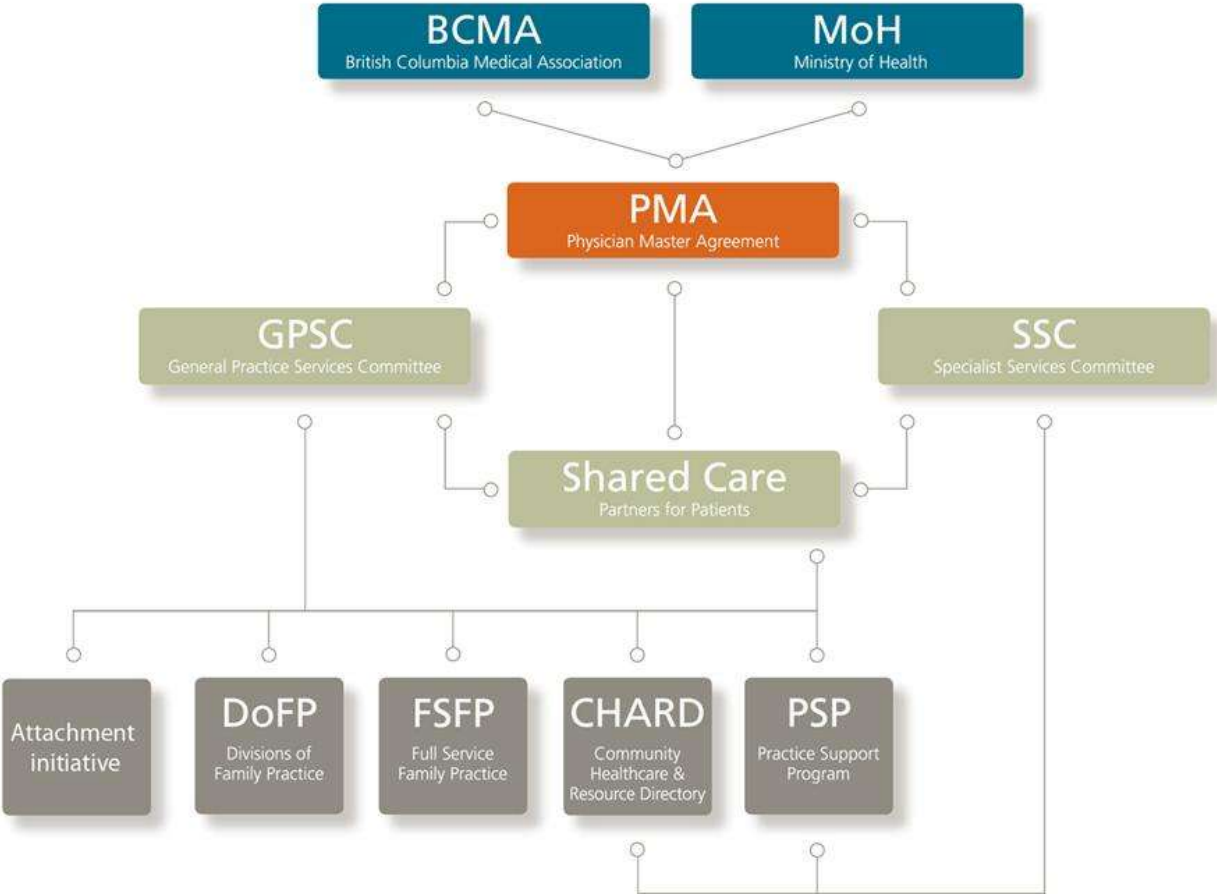 BCMA
British Columbia Medical Association
MoH
Ministry of Health
PMA
Physician Master Agreement
GPSC
General Practice Services Committee
SSC
Specialist Services Committee
Shared Care
Partners for Patients
Attachment
initiative
DoFP
Divisions of
Family Practice
FSFP
Full Service
Family Practice
CHARD
Community
Healthcare &
Resource Directory
PSP
Practice Support
Program